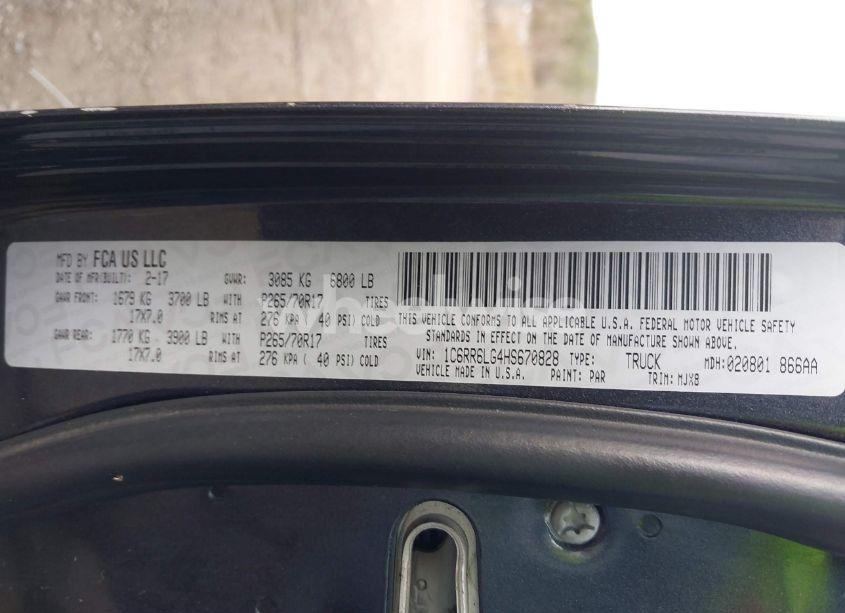 MFD BY FCA US LLC
DATE OF MFR(BUILT): 2-17 GVWR: 3085 KG 6800 LB
GAWR FRONT: 1679 KG 3700 LB WITH P265/70R17 TIRES
17X7.0 RIMS AT 276 KPA ( 40 PSI) COLD
GAWR REAR: 1770 KG 3900 LB WITH P265/70R17 TIRES
17X7.0 RIMS AT 276 KPA ( 40 PSI) COLD
THIS VEHICLE CONFORMS TO ALL APPLICABLE U.S.A. FEDERAL MOTOR VEHICLE SAFETY
STANDARDS IN EFFECT ON THE DATE OF MANUFACTURE SHOWN ABOVE.
VIN: 1C6RR6LG4HS670828 TYPE: TRUCK MDH: 020801 866AA
VEHICLE MADE IN U.S.A. PAINT: PAR TRIM: MJX8